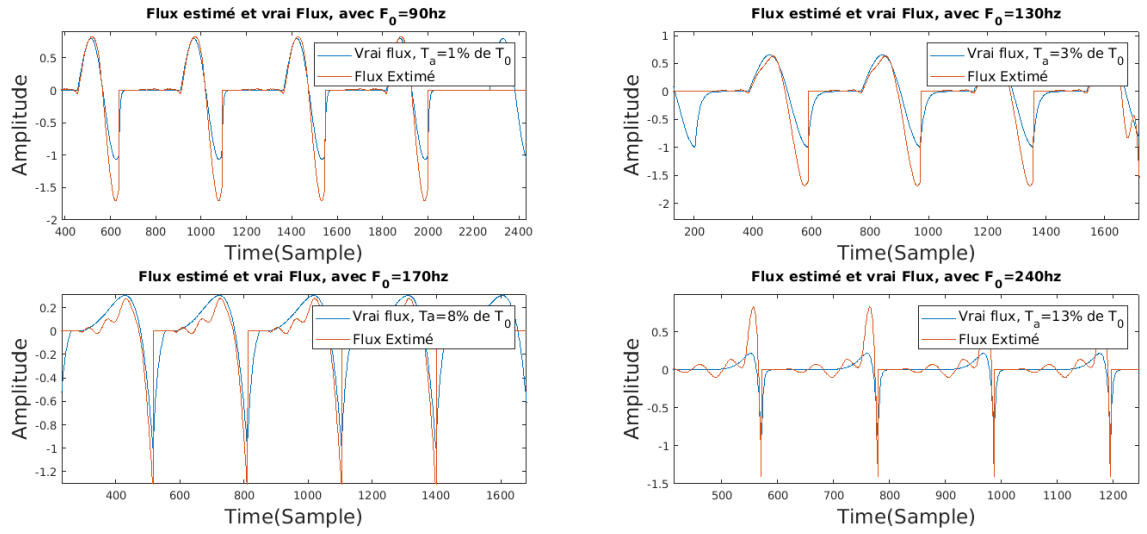 Flux estimé et vrai Flux, avec F0=90hz
Vrai flux, Ta=1% de T0
Flux Extimé
Amplitude
0.5
0
-0.5
-1
-1.5
-2
400 600 800 1000 1200 1400 1600 1800 2000 2200 2400
Time(Sample)
Flux estimé et vrai Flux, avec F0=130hz
Vrai flux, Ta=3% de T0
Flux Extimé
Amplitude
1
0.5
0
-0.5
-1
-1.5
-2
200 400 600 800 1000 1200 1400 1600
Time(Sample)
Flux estimé et vrai Flux, avec F0=170hz
Vrai flux, Ta=8% de T0
Flux Extimé
Amplitude
0.2
0
-0.2
-0.4
-0.6
-0.8
-1
-1.2
400 600 800 1000 1200 1400 1600
Time(Sample)
Flux estimé et vrai Flux, avec F0=240hz
Vrai flux, Ta=13% de T0
Flux Extimé
Amplitude
0.5
0
-0.5
-1
-1.5
500 600 700 800 900 1000 1100 1200
Time(Sample)